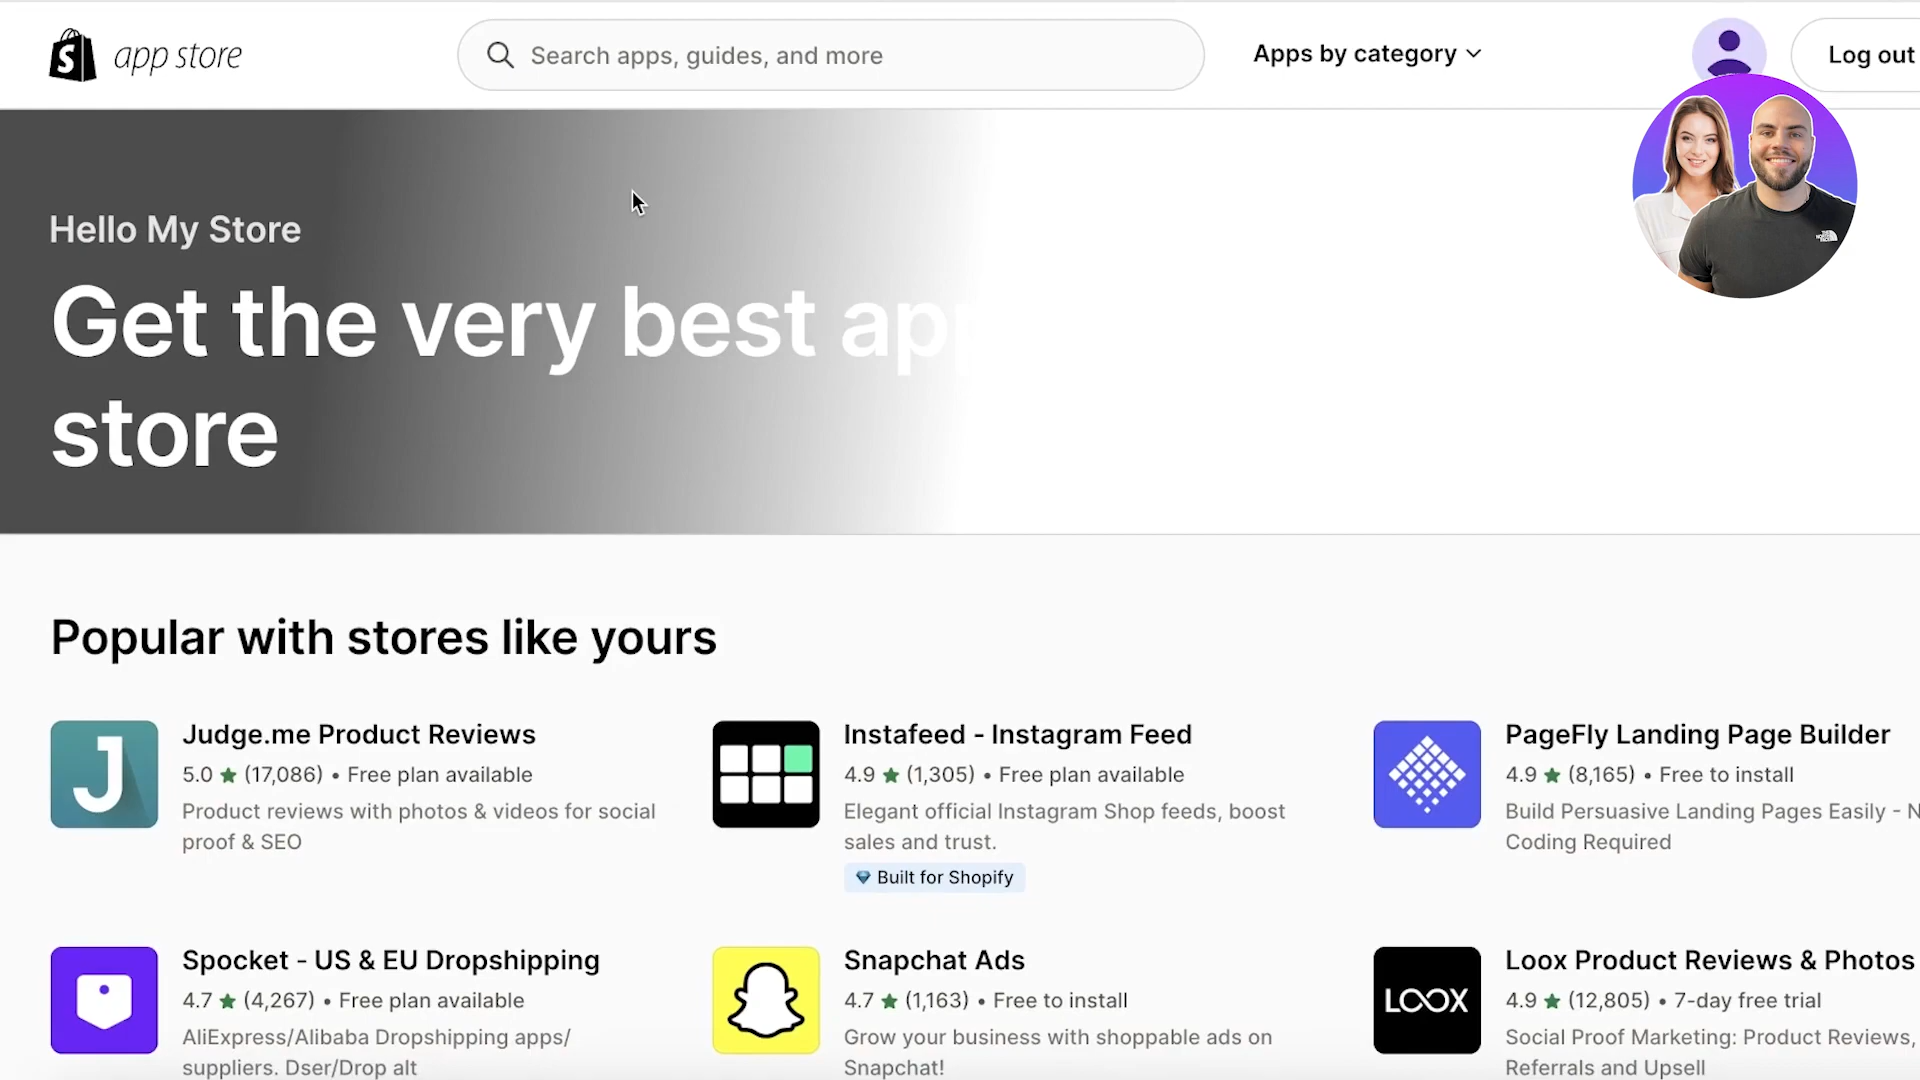 app store
Search apps, guides, and more
Apps by category
Log out
Hello My Store
Get the very best
store
Popular with stores like yours
Judge.me Product Reviews
5.0 ★ (17,086) • Free plan available
Product reviews with photos & videos for social
proof & SEO
Instafeed - Instagram Feed
4.9 ★ (1,305) • Free plan available
Elegant official Instagram Shop feeds, boost
sales and trust.
Built for Shopify
PageFly Landing Page Builder
4.9 ★ (8,165) • Free to install
Build Persuasive Landing Pages Easily -
Coding Required
Spocket - US & EU Dropshipping
4.7 ★ (4,267) • Free plan available
AliExpress/Alibaba Dropshipping apps/
suppliers. Dser/Drop alt
Snapchat Ads
4.7 ★ (1,163) • Free to install
Grow your business with shoppable ads on
Snapchat!
LOOX
Loox Product Reviews & Photos
4.9 ★ (12,805) • 7-day free trial
Social Proof Marketing: Product Reviews,
Referrals and Upsell